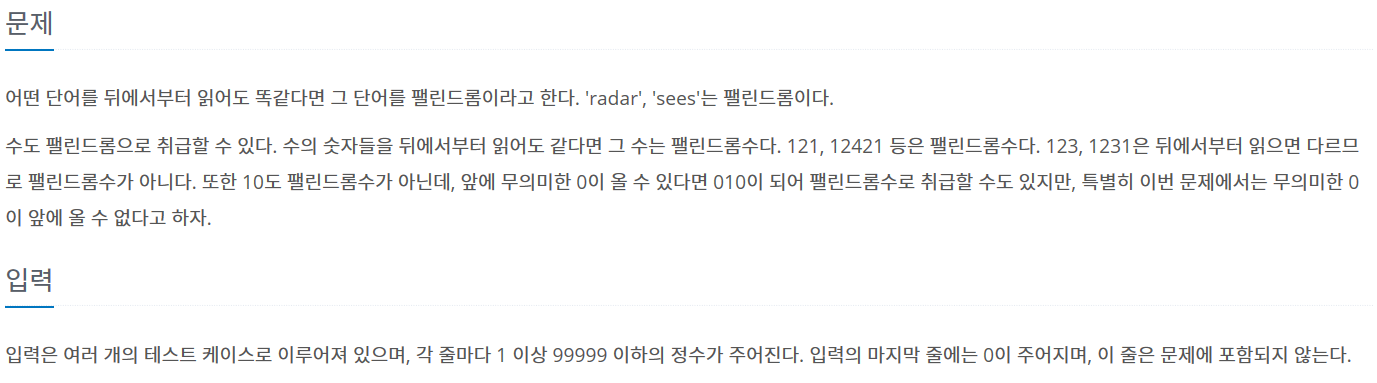 문제
어떤 단어를 뒤에서부터 읽어도 똑같다면 그 단어를 팰린드롬이라고 한다. 'radar', 'sees'는 팰린드롬이다.
수도 팰린드롬으로 취급할 수 있다. 수의 숫자들을 뒤에서부터 읽어도 같다면 그 수는 팰린드롬수다. 121, 12421 등은 팰린드롬수다. 123, 1231은 뒤에서부터 읽으면 다르므
로 팰린드롬수가 아니다. 또한 10도 팰린드롬수가 아닌데, 앞에 무의미한 0이 올 수 있다면 010이 되어 팰린드롬수로 취급할 수도 있지만, 특별히 이번 문제에서는 무의미한 0
이 앞에 올 수 없다고 하자.
입력
입력은 여러 개의 테스트 케이스로 이루어져 있으며, 각 줄마다 1 이상 99999 이하의 정수가 주어진다. 입력의 마지막 줄에는 0이 주어지며, 이 줄은 문제에 포함되지 않는다.